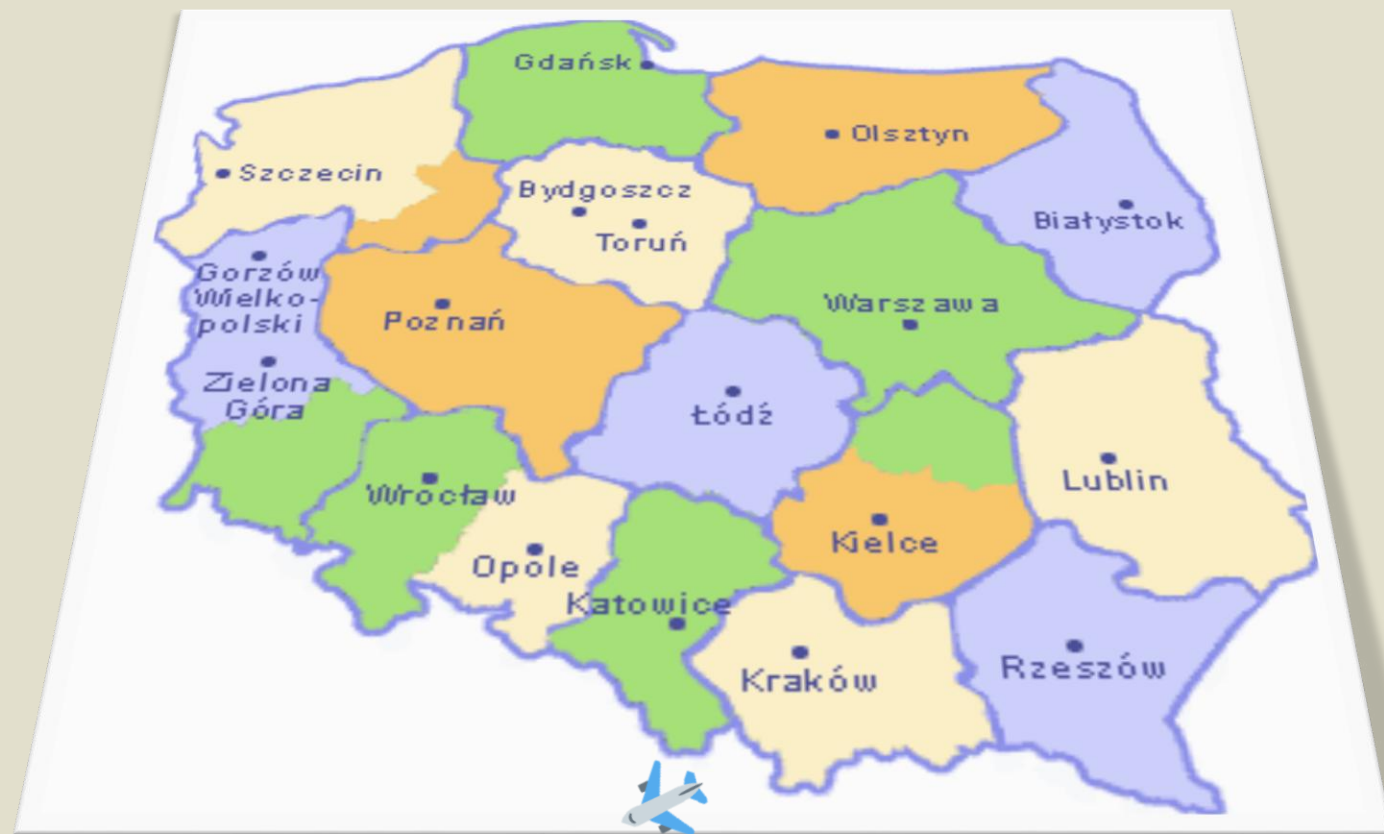 Gdańsk
Olsztyn
Szczecin
Bydgoszcz
Toruń
Białystok
Gorzów
Wielko-
polski
Poznań
Warszawa
Zielona
Góra
Łódź
Wrocław
Lublin
Opole
Kielce
Katowice
Kraków
Rzeszów